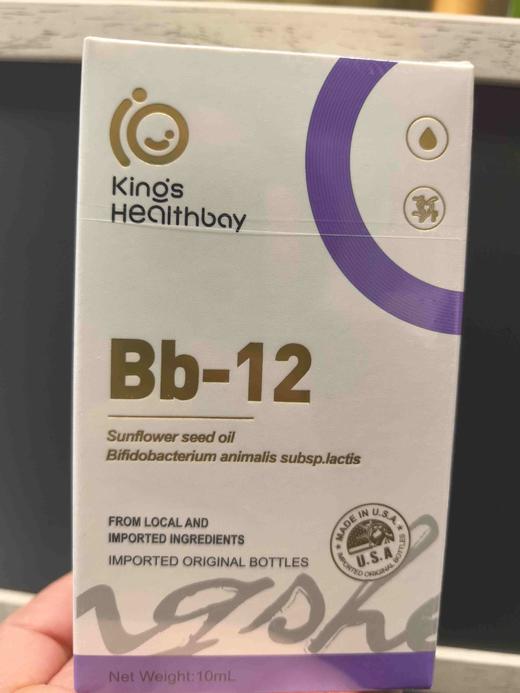 King's
Healthbay
Bb-12
Sunflower seed oil
Bifidobacterium animalis subsp.lactis
FROM LOCAL AND
IMPORTED INGREDIENTS
IMPORTED ORIGINAL BOTTLES
MADE IN U.S.A.
U.S.A
IMPORTED ORIGINAL BOTTLES
ngshe
Net Weight:10mL